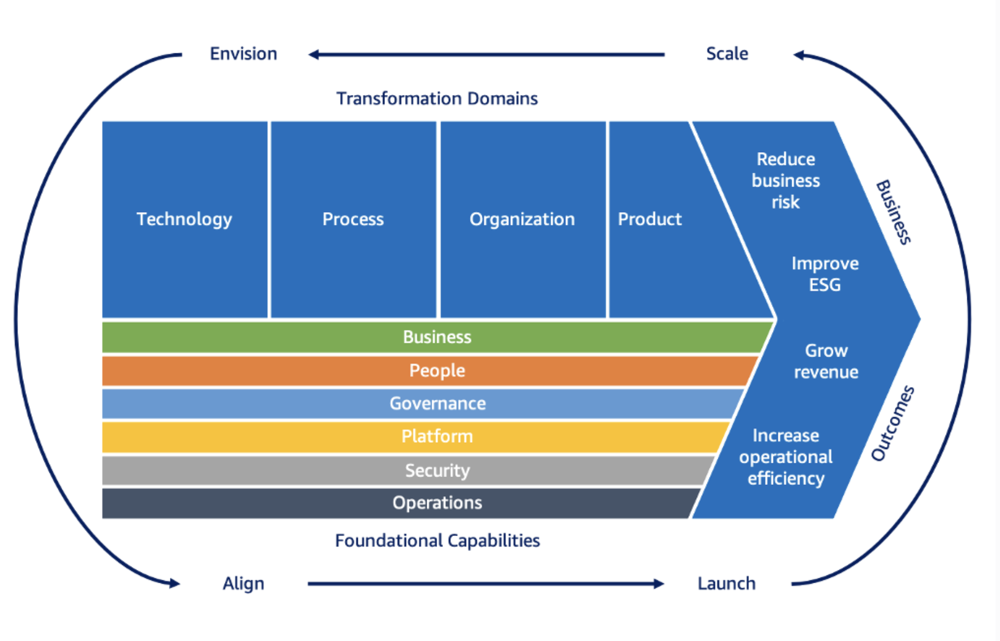 Envision
Scale
Transformation Domains
Technology
Process
Organization
Product
Reduce
business
risk
Improve
ESG
Grow
revenue
Increase
operational
efficiency
Business
Outcomes
Business
People
Governance
Platform
Security
Operations
Foundational Capabilities
Align
Launch